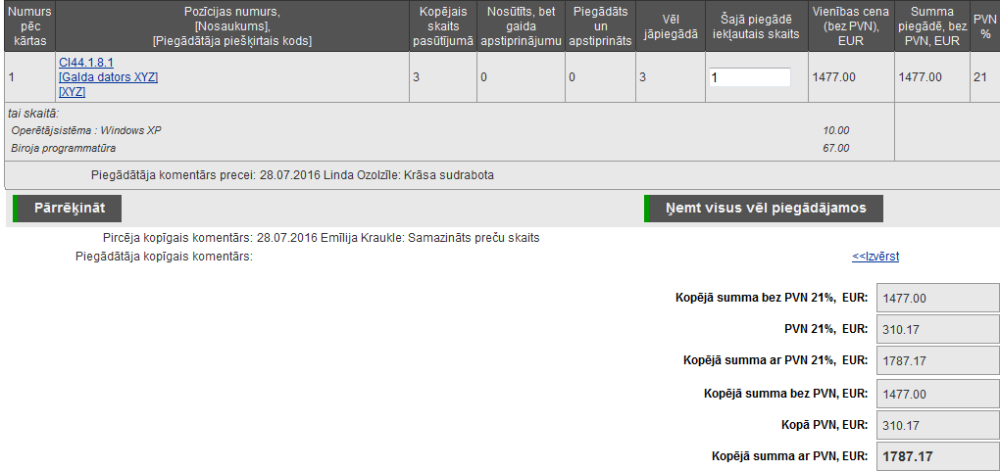 Numurs pēc kārtas
Pozīcijas numurs, [Nosaukums], [Piegādātāja piešķirtais kods]
Kopējais skaits pasūtījumā
Nosūtīts, bet gaida apstiprinājumu
Piegādāts un apstiprināts
Vēl jāpiegādā
Šajā piegādē iekļautais skaits
Vienības cena (bez PVN), EUR
Summa piegādē, bez PVN, EUR
PVN %
1
CI44.1.8.1
[Galda dators XYZ]
[XYZ]
3
0
0
3
1
1477.00
1477.00
21
tai skaitā:
Operētājsistēma : Windows XP 10.00
Biroja programmatūra 67.00
Piegādātāja komentārs precei: 28.07.2016 Linda Ozolzīle: Krāsa sudrabota
Pārrēķināt
Ņemt visus vēl piegādājamos
Pircēja kopīgais komentārs: 28.07.2016 Emīlija Kraukle: Samazināts preču skaits
Piegādātāja kopīgais komentārs:
<<Izvērst
Kopējā summa bez PVN 21%, EUR: 1477.00
PVN 21%, EUR: 310.17
Kopējā summa ar PVN 21%, EUR: 1787.17
Kopējā summa bez PVN, EUR: 1477.00
Kopā PVN, EUR: 310.17
Kopējā summa ar PVN, EUR: 1787.17